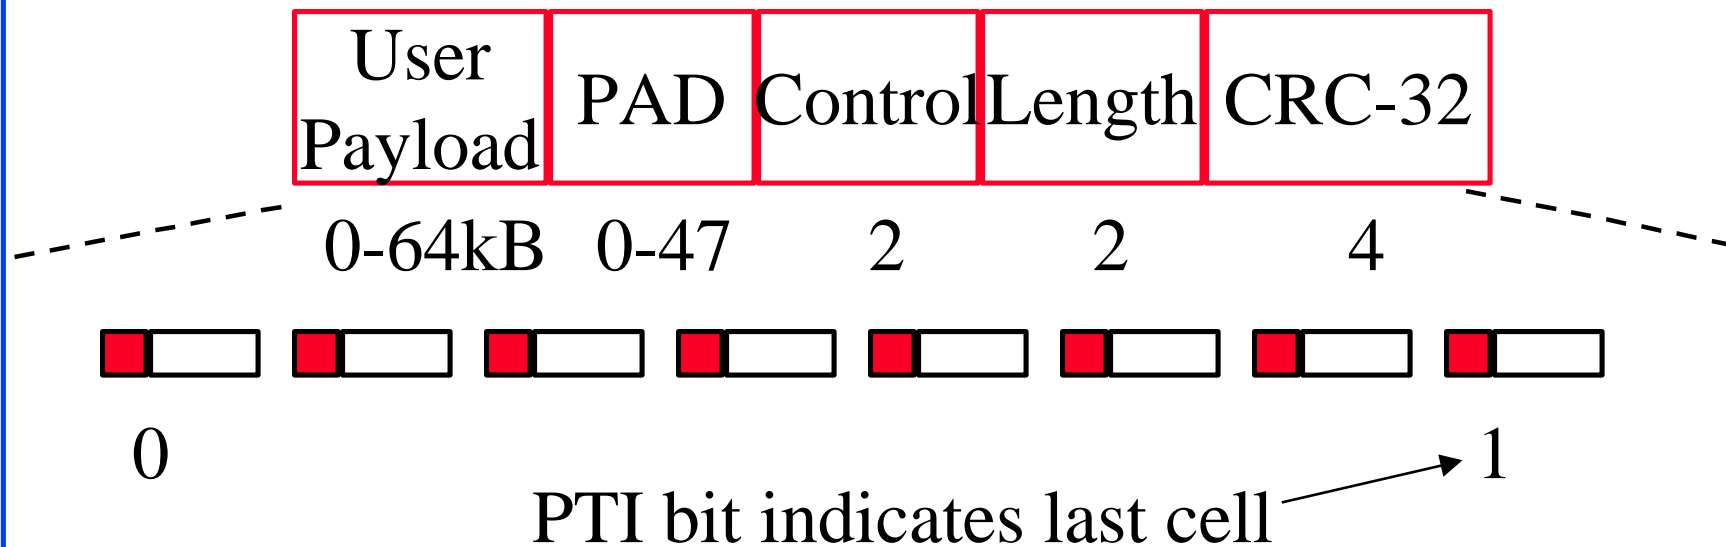 User
Payload
PAD
Control
Length
CRC-32
0-64kB
0-47
2
2
4
0
1
PTI bit indicates last cell